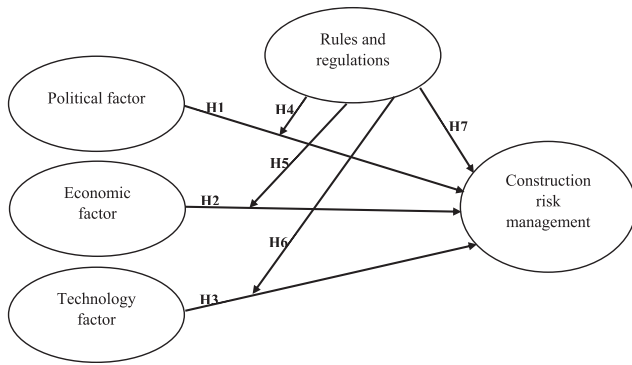 Rules and
regulations
Political factor
H1
H4
H7
H5
Economic
factor
H2
Construction
risk
management
H6
Technology
factor
H3